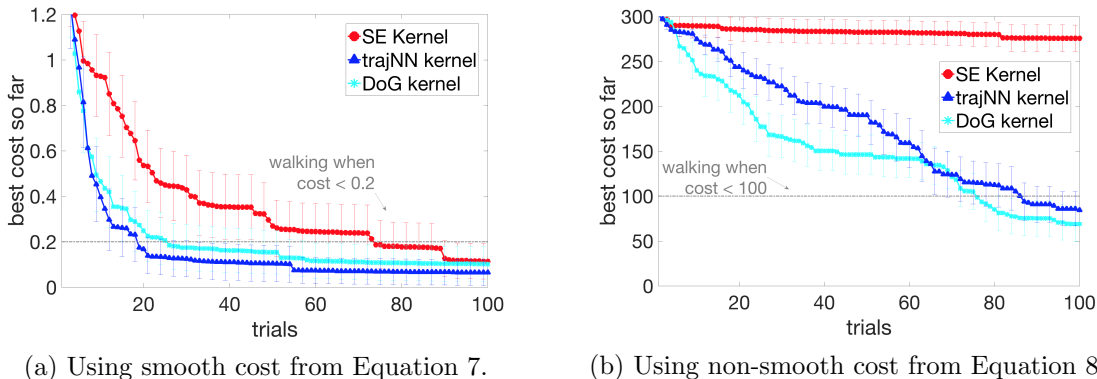 1.2
1
0.8
0.6
0.4
0.2
0
best cost so far
SE Kernel
trajNN kernel
DoG kernel
walking when
cost < 0.2
20
40
60
80
100
trials
(a) Using smooth cost from Equation 7.
300
250
200
150
100
50
0
best cost so far
SE Kernel
trajNN kernel
DoG kernel
walking when
cost < 100
20
40
60
80
100
trials
(b) Using non-smooth cost from Equation 8